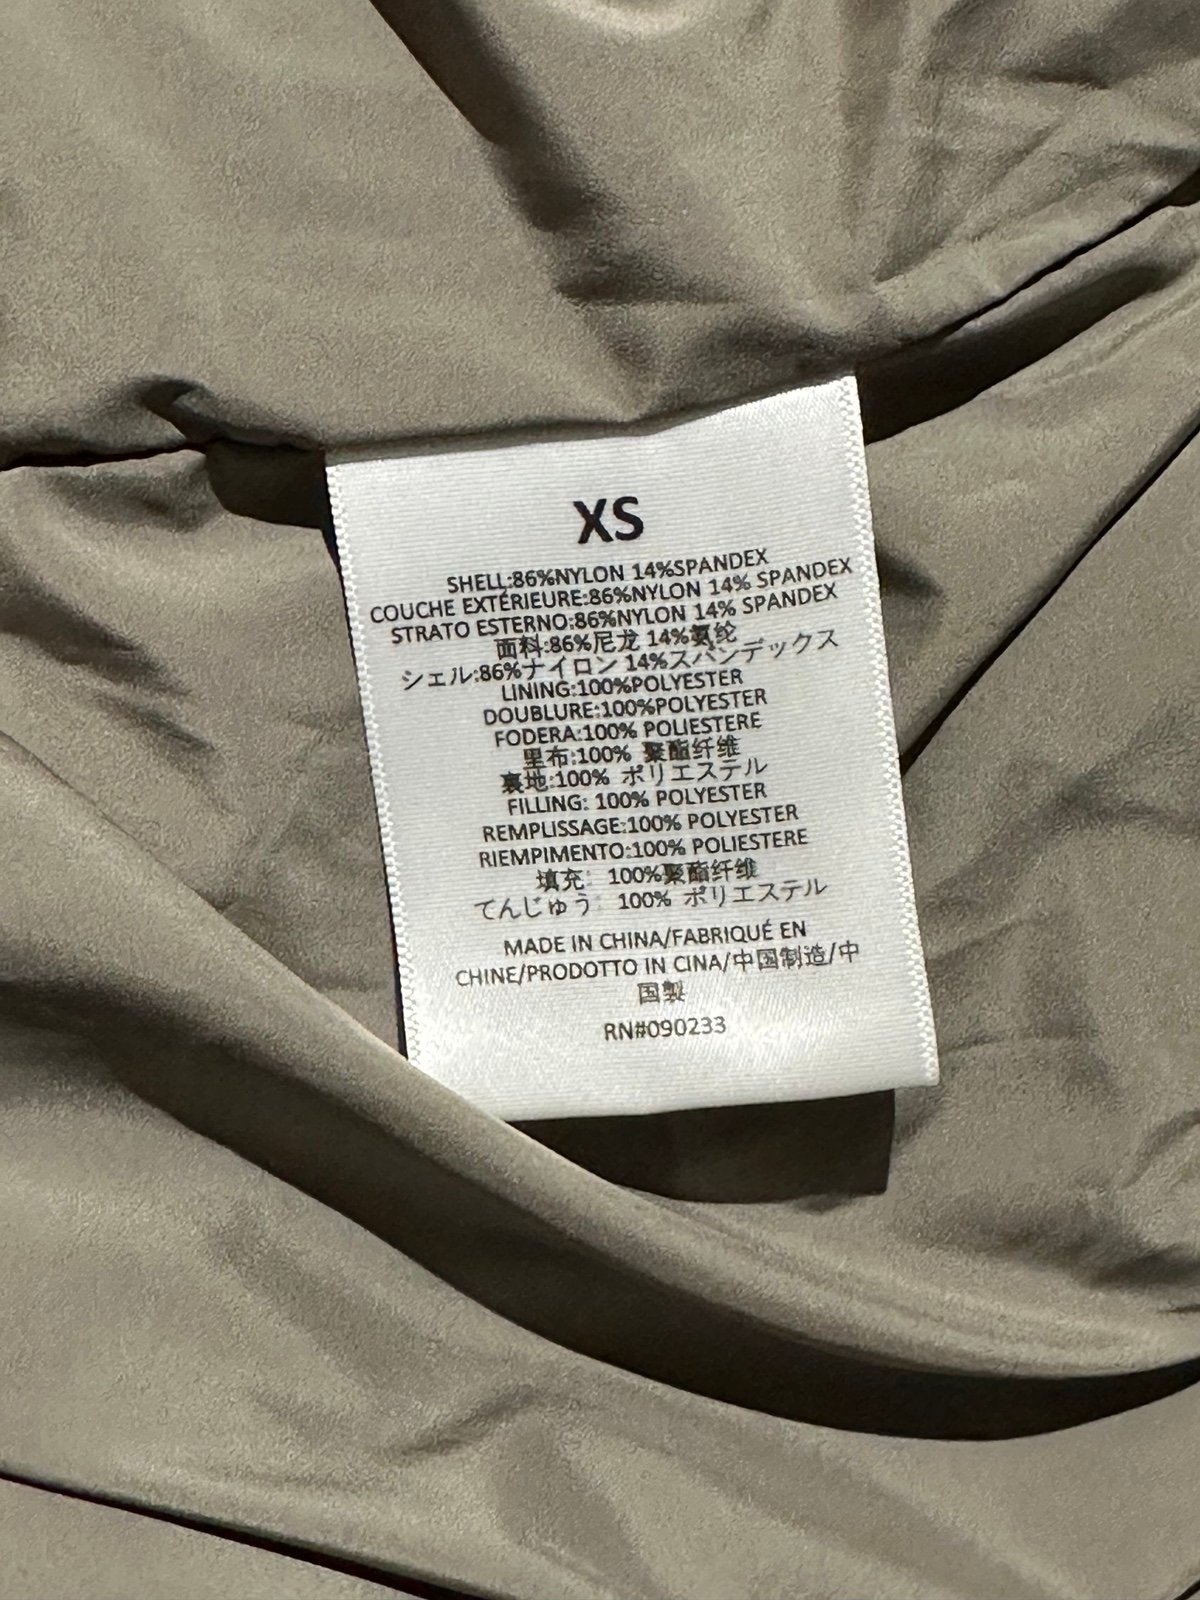 XS
SHELL:86%NYLON 14%SPANDEX
COUCHE EXTÉRIEURE:86%NYLON 14% SPANDEX
STRATO ESTERNO:86%NYLON 14% SPANDEX
面料:86%尼龙 14%氨纶
シェル:86%ナイロン 14%スパンデックス
LINING:100%POLYESTER
DOUBLURE:100%POLYESTER
FODERA:100% POLIESTERE
里布:100% 聚酯纤维
裏地:100% ポリエステル
FILLING: 100% POLYESTER
REMPLISSAGE:100% POLYESTER
RIEMPIMENTO:100% POLIESTERE
填充: 100%聚酯纤维
てんじゅう: 100% ポリエステル
MADE IN CHINA/FABRIQUÉ EN
CHINE/PRODOTTO IN CINA/中国制造/中
国製
RN#090233